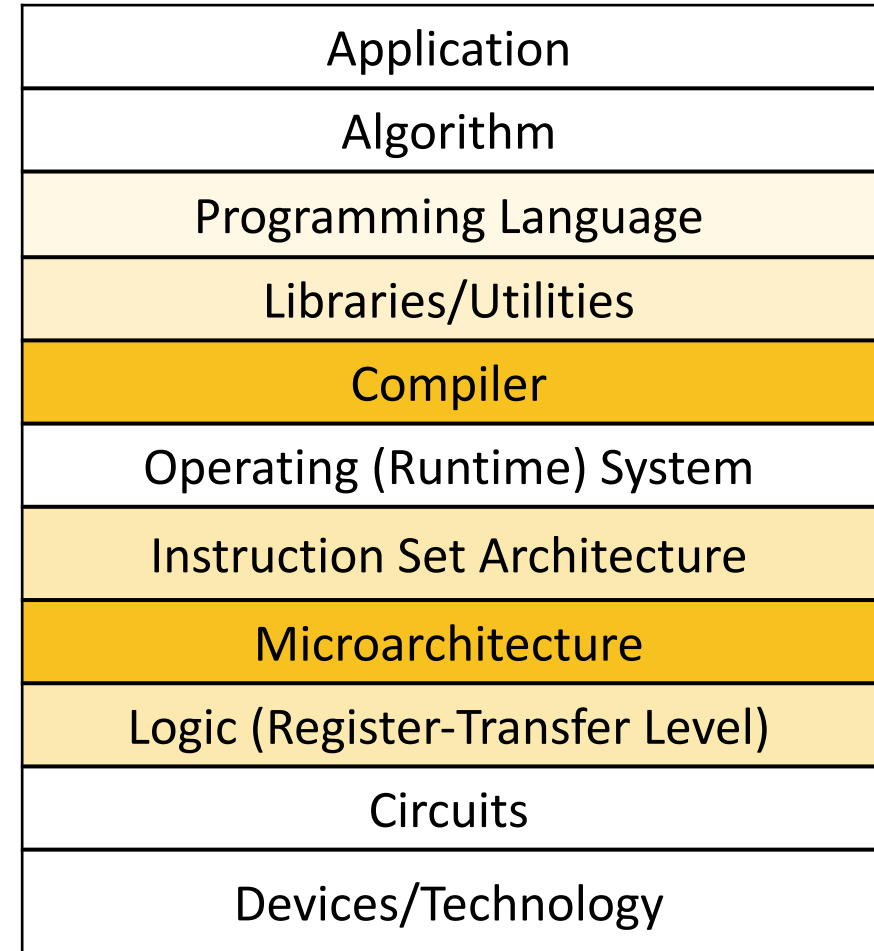 Application
Algorithm
Programming Language
Libraries/Utilities
Compiler
Operating (Runtime) System
Instruction Set Architecture
Microarchitecture
Logic (Register-Transfer Level)
Circuits
Devices/Technology